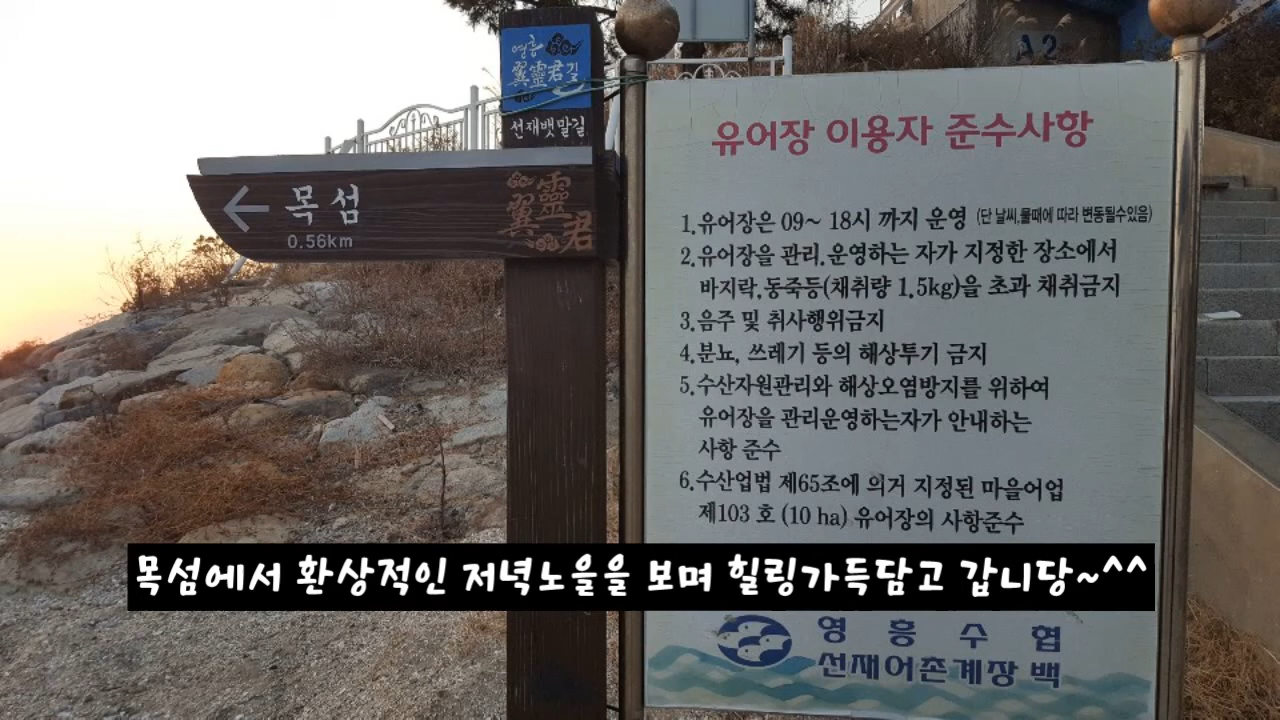 영흥
翼靈君길
선재뱃말길
목섬
0.56km
翼靈君
A2
유어장 이용자 준수사항
1.유어장은 09~ 18시 까지 운영 (단 날씨,물때에 따라 변동될수있음)
2.유어장을 관리.운영하는 자가 지정한 장소에서
바지락.동죽등(채취량 1.5kg)을 초과 채취금지
3.음주 및 취사행위금지
4.분뇨, 쓰레기 등의 해상투기 금지
5.수산자원관리와 해상오염방지를 위하여
유어장을 관리운영하는자가 안내하는
사항 준수
6.수산업법 제65조에 의거 지정된 마을어업
제103 호 (10 ha) 유어장의 사항준수
목섬에서 환상적인 저녁노을을 보며 힐링가득담고 갑니당~^^
영흥수협
선재어촌계장 백